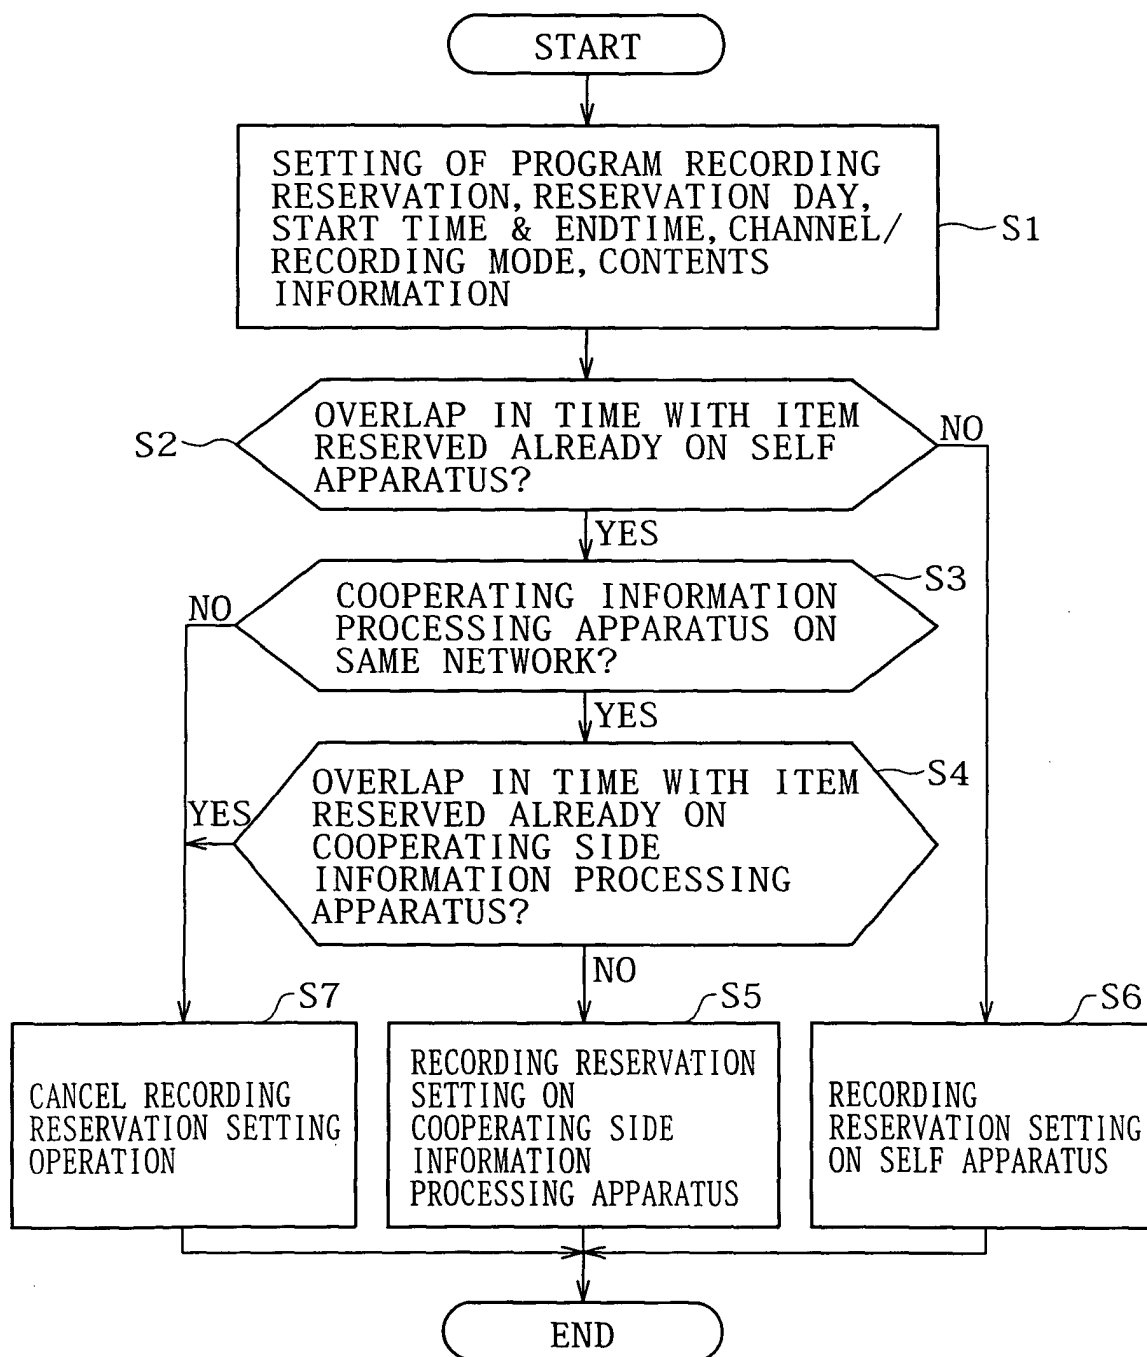 START
SETTING OF PROGRAM RECORDING
RESERVATION, RESERVATION DAY,
START TIME & ENDTIME, CHANNEL/
RECORDING MODE, CONTENTS
INFORMATION
S1
OVERLAP IN TIME WITH ITEM
RESERVED ALREADY ON SELF
APPARATUS?
S2
NO
YES
COOPERATING INFORMATION
PROCESSING APPARATUS ON
SAME NETWORK?
S3
NO
YES
OVERLAP IN TIME WITH ITEM
RESERVED ALREADY ON
COOPERATING SIDE
INFORMATION PROCESSING
APPARATUS?
S4
YES
NO
S7
CANCEL RECORDING
RESERVATION SETTING
OPERATION
S5
RECORDING RESERVATION
SETTING ON
COOPERATING SIDE
INFORMATION
PROCESSING APPARATUS
S6
RECORDING
RESERVATION SETTING
ON SELF APPARATUS
END